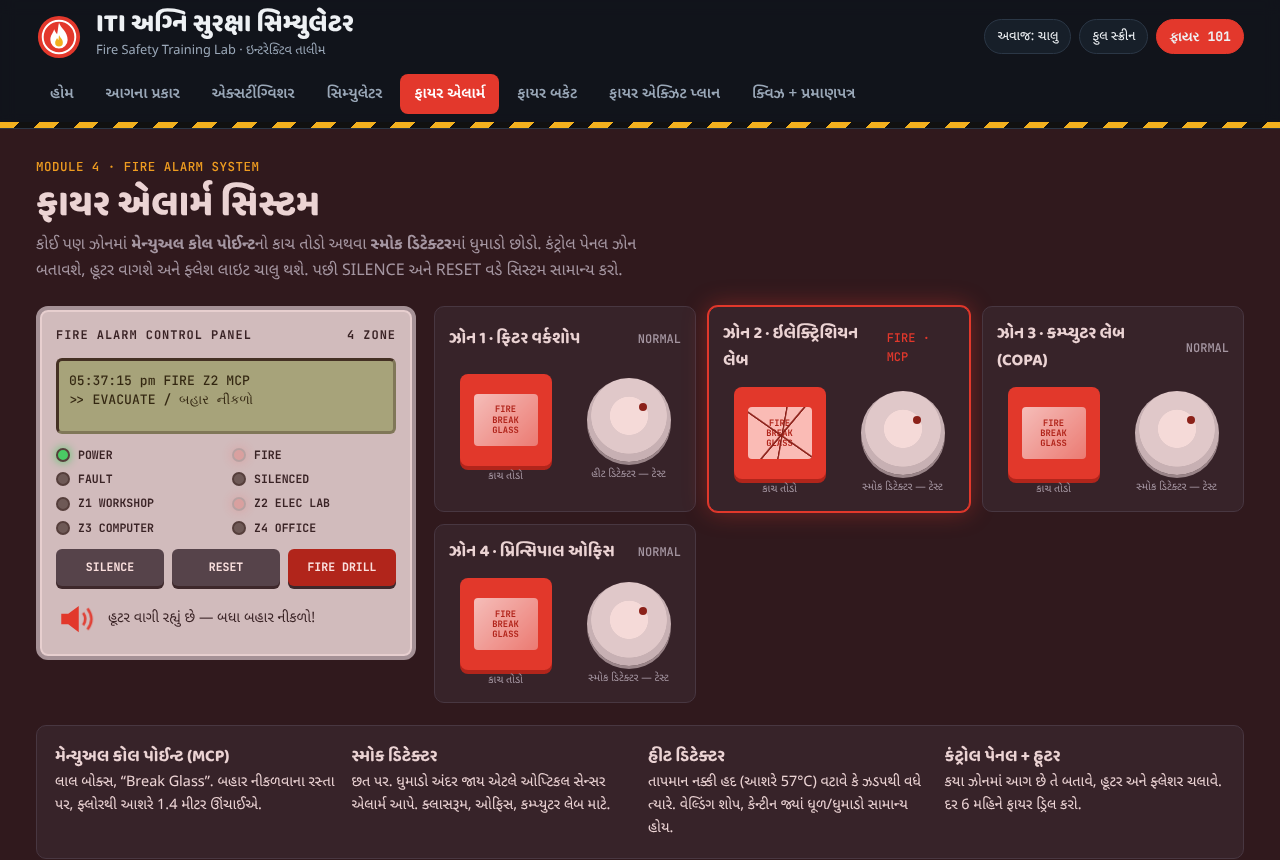 ITI અગ્નિ સુરક્ષા સિમ્યુલેટર
Fire Safety Training Lab · ઇન્ટરેક્ટિવ તાલીમ
અવાજ: ચાલુ
ફુલ સ્ક્રીન
ફાયર 101
હોમ
આગના પ્રકાર
એક્સટીંગ્વિશર
સિમ્યુલેટર
ફાયર એલાર્મ
ફાયર બકેટ
ફાયર એક્ઝિટ પ્લાન
ક્વિઝ + પ્રમાણપત્ર
MODULE 4 · FIRE ALARM SYSTEM
ફાયર એલાર્મ સિસ્ટમ
કોઈ પણ ઝોનમાં મેન્યુઅલ કોલ પોઈન્ટનો કાચ તોડો અથવા સ્મોક ડિટેક્ટરમાં ધુમાડો છોડો. કંટ્રોલ પેનલ ઝોન
બતાવશે, હૂટર વાગશે અને ફ્લેશ લાઇટ ચાલુ થશે. પછી SILENCE અને RESET વડે સિસ્ટમ સામાન્ય કરો.
FIRE ALARM CONTROL PANEL 4 ZONE
05:37:15 pm FIRE Z2 MCP
>> EVACUATE / બહાર નીકળો
POWER FIRE
FAULT SILENCED
Z1 WORKSHOP Z2 ELEC LAB
Z3 COMPUTER Z4 OFFICE
SILENCE RESET FIRE DRILL
હૂટર વાગી રહ્યું છે — બધા બહાર નીકળો!
ઝોન 1 · ફિટર વર્કશોપ NORMAL
FIRE
BREAK
GLASS
કાચ તોડો
હીટ ડિટેક્ટર — ટેસ્ટ
ઝોન 2 · ઇલેક્ટ્રિશિયન
લેબ
FIRE ·
MCP
FIRE
BREAK
GLASS
કાચ તોડો
સ્મોક ડિટેક્ટર — ટેસ્ટ
ઝોન 3 · કમ્પ્યુટર લેબ
(COPA)
NORMAL
FIRE
BREAK
GLASS
કાચ તોડો
સ્મોક ડિટેક્ટર — ટેસ્ટ
ઝોન 4 · પ્રિન્સિપાલ ઓફિસ NORMAL
FIRE
BREAK
GLASS
કાચ તોડો
સ્મોક ડિટેક્ટર — ટેસ્ટ
મેન્યુઅલ કોલ પોઈન્ટ (MCP)
લાલ બોક્સ, “Break Glass”. બહાર નીકળવાના રસ્તા
પર, ફ્લોરથી આશરે 1.4 મીટર ઊંચાઈએ.
સ્મોક ડિટેક્ટર
છત પર. ધુમાડો અંદર જાય એટલે ઓપ્ટિકલ સેન્સર
એલાર્મ આપે. ક્લાસરૂમ, ઓફિસ, કમ્પ્યુટર લેબ માટે.
હીટ ડિટેક્ટર
તાપમાન નક્કી હદ (આશરે 57°C) વટાવે કે ઝડપથી વધે
ત્યારે. વેલ્ડિંગ શોપ, કેન્ટીન જ્યાં ધૂળ/ધુમાડો સામાન્ય
હોય.
કંટ્રોલ પેનલ + હૂટર
કયા ઝોનમાં આગ છે તે બતાવે, હૂટર અને ફ્લેશર ચલાવે.
દર 6 મહિને ફાયર ડ્રિલ કરો.